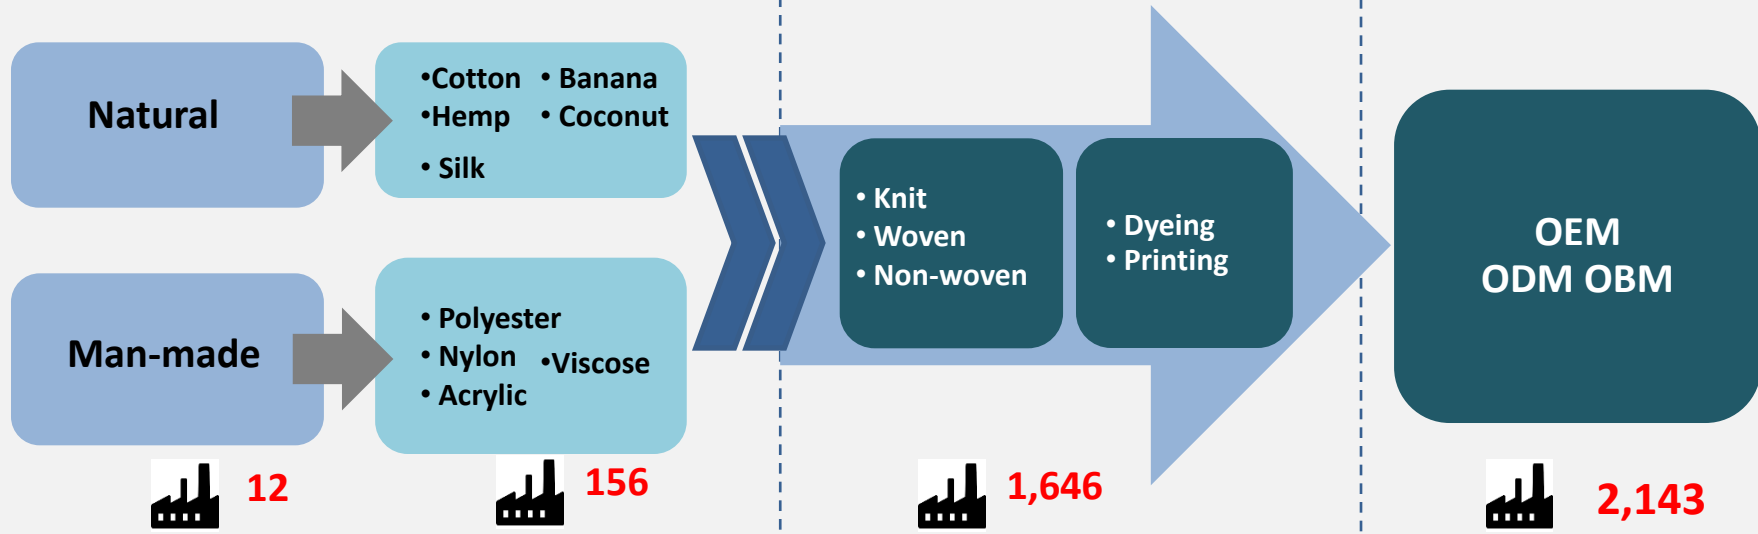 Natural
•Cotton • Banana
•Hemp • Coconut
• Silk
Man-made
• Polyester
• Nylon •Viscose
• Acrylic
• Knit
• Woven
• Non-woven
• Dyeing
• Printing
OEM
ODM OBM
12
156
1,646
2,143